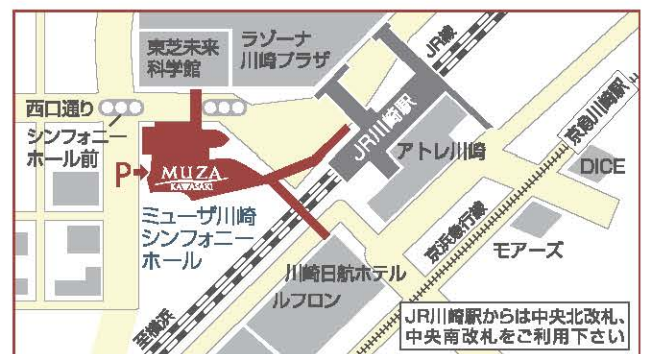 東芝未来
科学館
ラゾーナ
川崎プラザ
JR線
西口通り
シンフォニー
ホール前
P
MUZA
KAWASAKI
ミューザ川崎
シンフォニー
ホール
JR川崎駅
アトレ川崎
京急川崎駅
DICE
京浜急行線
モアーズ
川崎日航ホテル
ルフロン
至横浜
JR川崎駅からは中央北改札、
中央南改札をご利用下さい